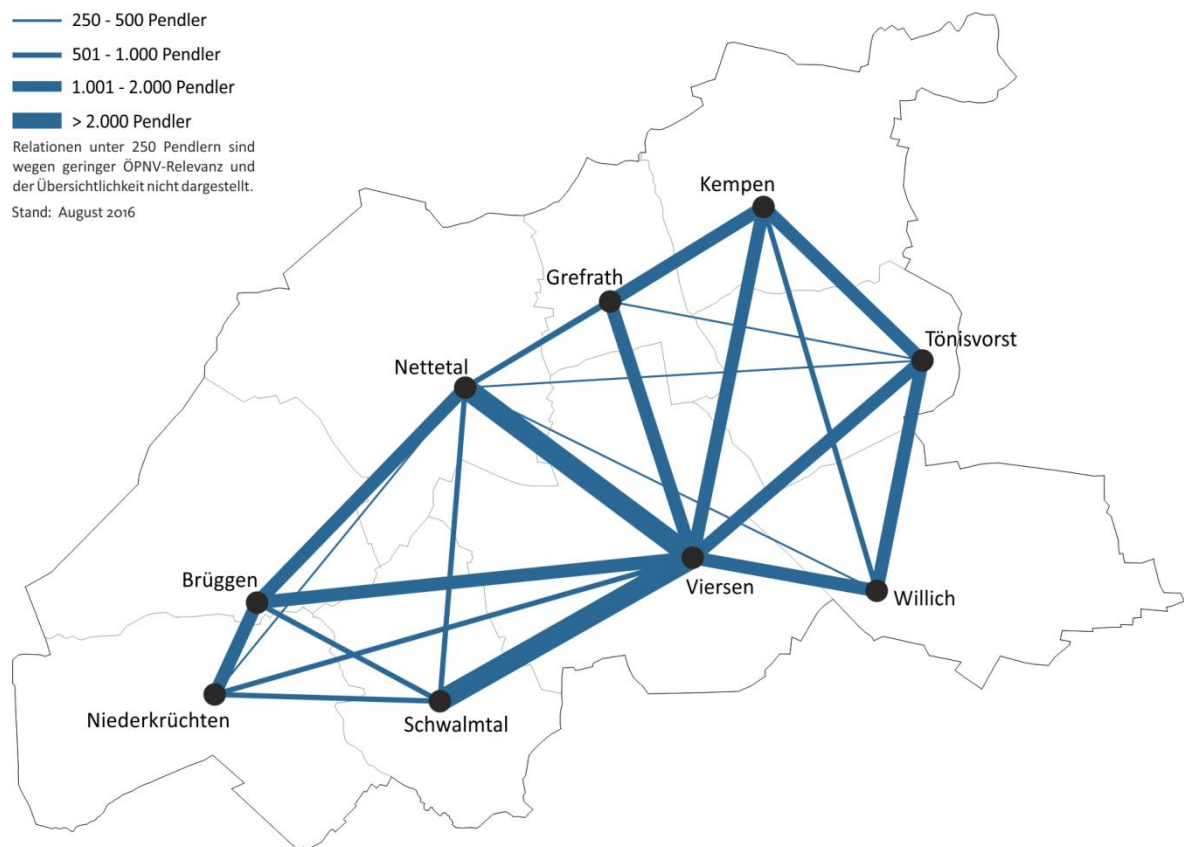 250 - 500 Pendler
501 - 1.000 Pendler
1.001 - 2.000 Pendler
> 2.000 Pendler
Relationen unter 250 Pendlern sind
wegen geringer ÖPNV-Relevanz und
der Übersichtlichkeit nicht dargestellt.
Stand: August 2016
Kempen
Grefrath
Tönisvorst
Nettetal
Brüggen
Viersen
Willich
Niederkrüchten
Schwalmtal